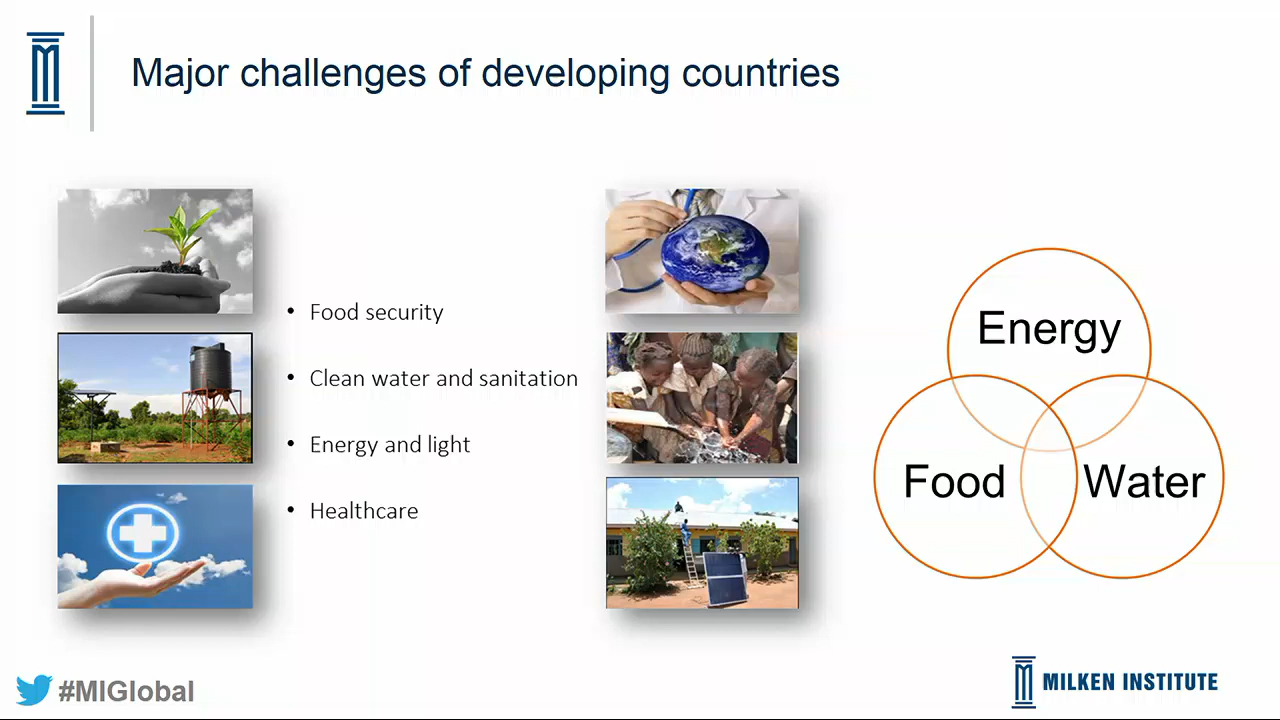 Major challenges of developing countries
• Food security
• Clean water and sanitation
• Energy and light
• Healthcare
Energy
Food
Water
#MIGlobal
MILKEN INSTITUTE